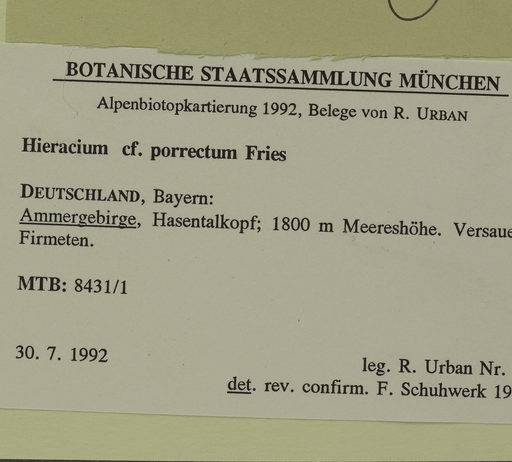 BOTANISCHE STAATSSAMMLUNG MÜNCHEN
Alpenbiotopkartierung 1992, Belege von R. URBAN
Hieracium cf. porrectum Fries
DEUTSCHLAND, Bayern:
Ammergebirge, Hasentalkopf; 1800 m Meereshöhe. Versaue
Firmeten.
MTB: 8431/1
30. 7. 1992
leg. R. Urban Nr.
det. rev. confirm. F. Schuhwerk 19